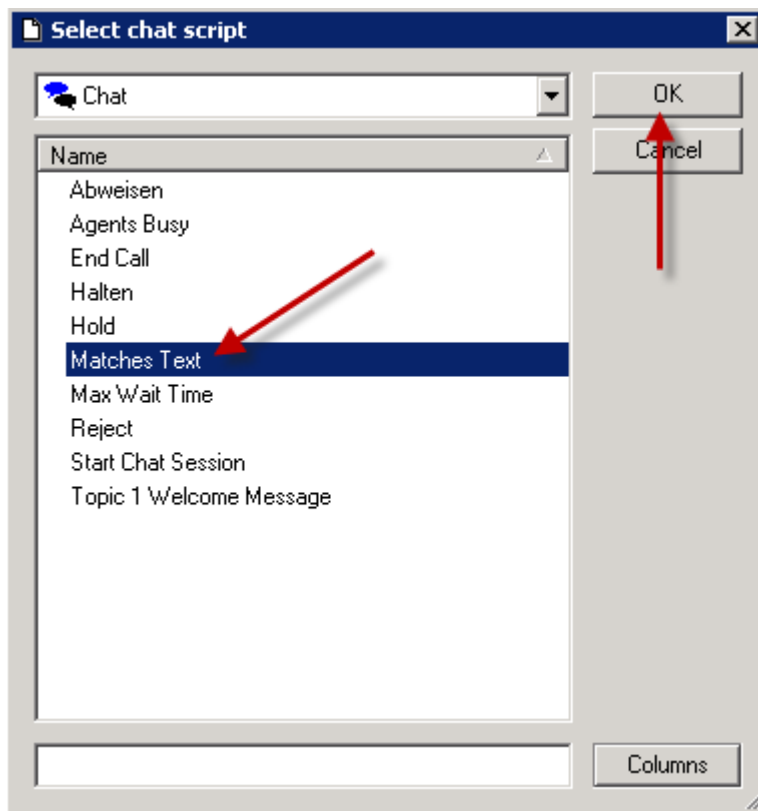 Select chat script
Chat
OK
Cancel
Name
Abweisen
Agents Busy
End Call
Halten
Hold
Matches Text
Max Wait Time
Reject
Start Chat Session
Topic 1 Welcome Message
Columns